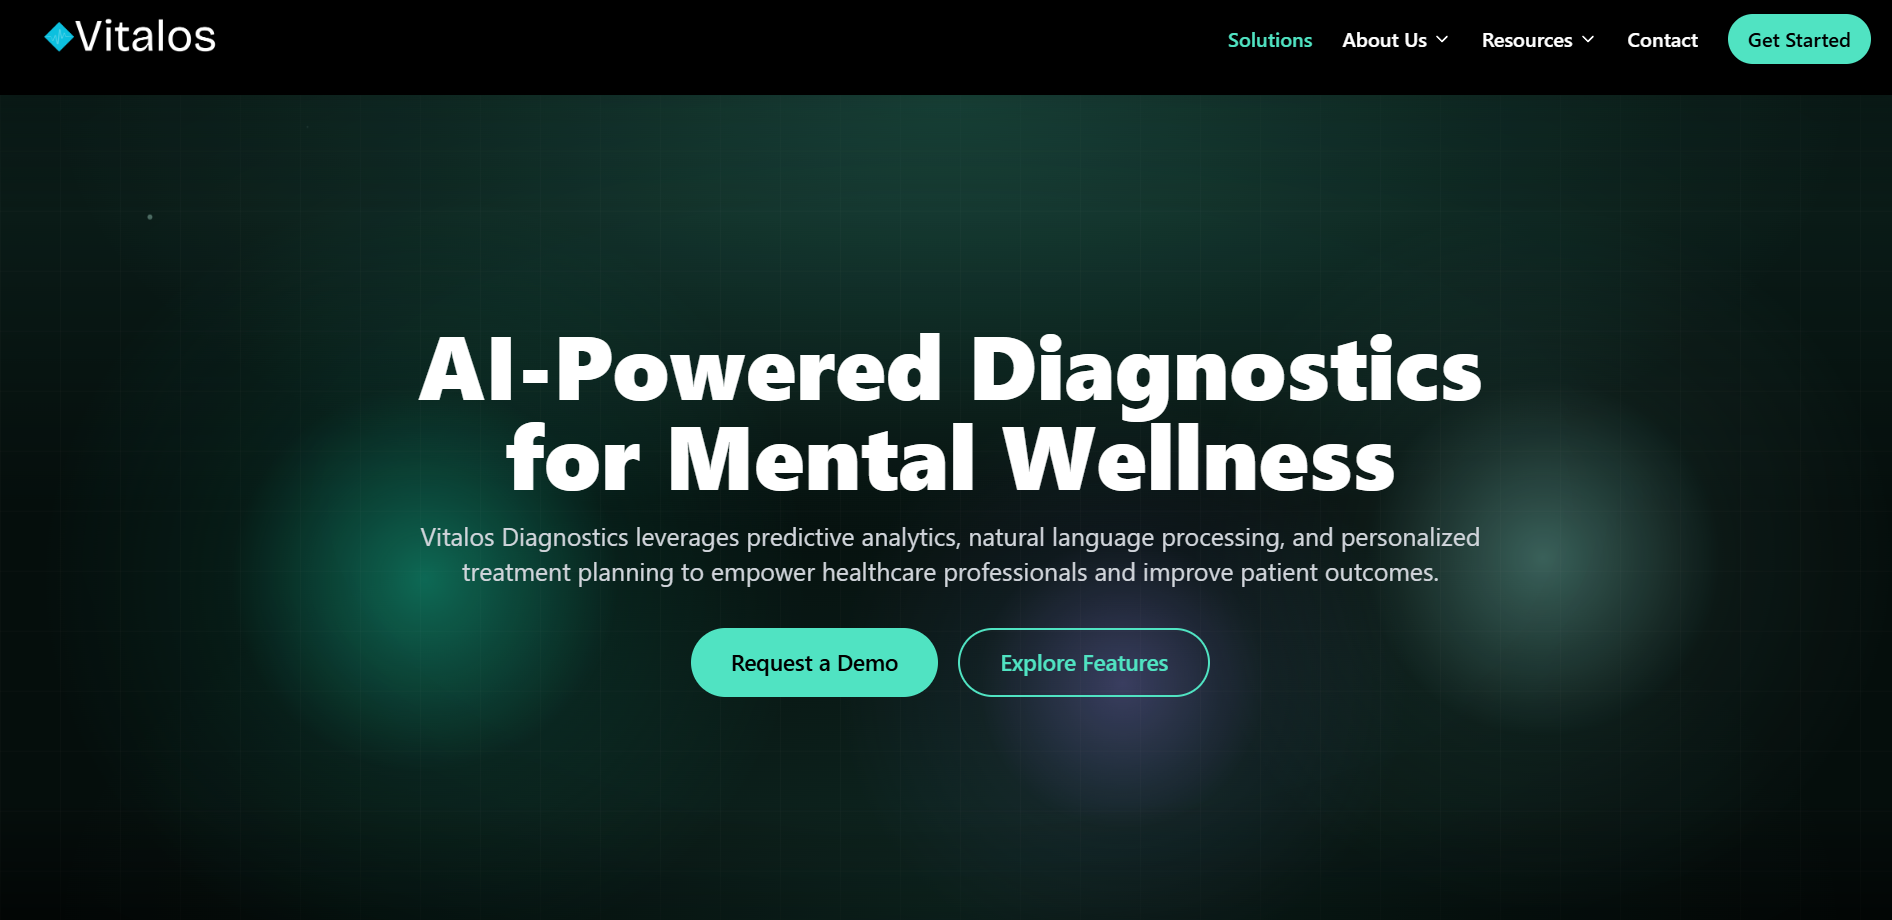 Vitalos
Solutions
About Us
Resources
Contact
Get Started
AI-Powered Diagnostics
for Mental Wellness
Vitalos Diagnostics leverages predictive analytics, natural language processing, and personalized
treatment planning to empower healthcare professionals and improve patient outcomes.
Request a Demo
Explore Features